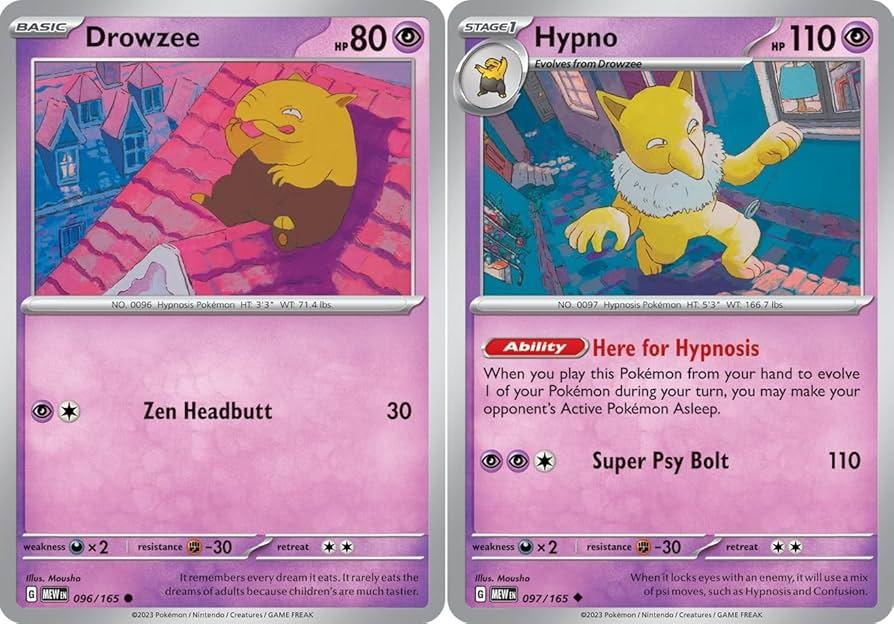 BASIC
Drowzee
HP 80
NO. 0096 Hypnosis Pokémon HT: 3'3" WT: 71.4 lbs.
Zen Headbutt 30
weakness ×2 resistance -30 retreat
Illus. Mousho
It remembers every dream it eats. It rarely eats the
dreams of adults because children's are much tastier.
G MEW EN 096/165
©2023 Pokémon / Nintendo / Creatures / GAME FREAK
STAGE 1
Hypno
HP 110
Evolves from Drowzee
NO. 0097 Hypnosis Pokémon HT: 5'3" WT: 166.7 lbs.
Ability Here for Hypnosis
When you play this Pokémon from your hand to evolve
1 of your Pokémon during your turn, you may make your
opponent's Active Pokémon Asleep.
Super Psy Bolt 110
weakness ×2 resistance -30 retreat
Illus. Mousho
When it locks eyes with an enemy, it will use a mix
of psi moves, such as Hypnosis and Confusion.
G MEW EN 097/165
©2023 Pokémon / Nintendo / Creatures / GAME FREAK